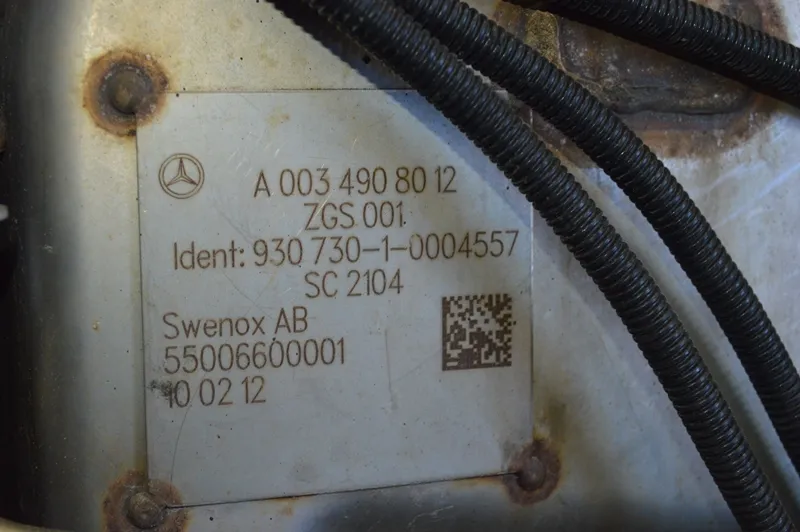 A 003 490 80 12
ZGS 001
Ident: 930 730-1-0004557
SC 2104
Swenox AB
55006600001
10 02 12